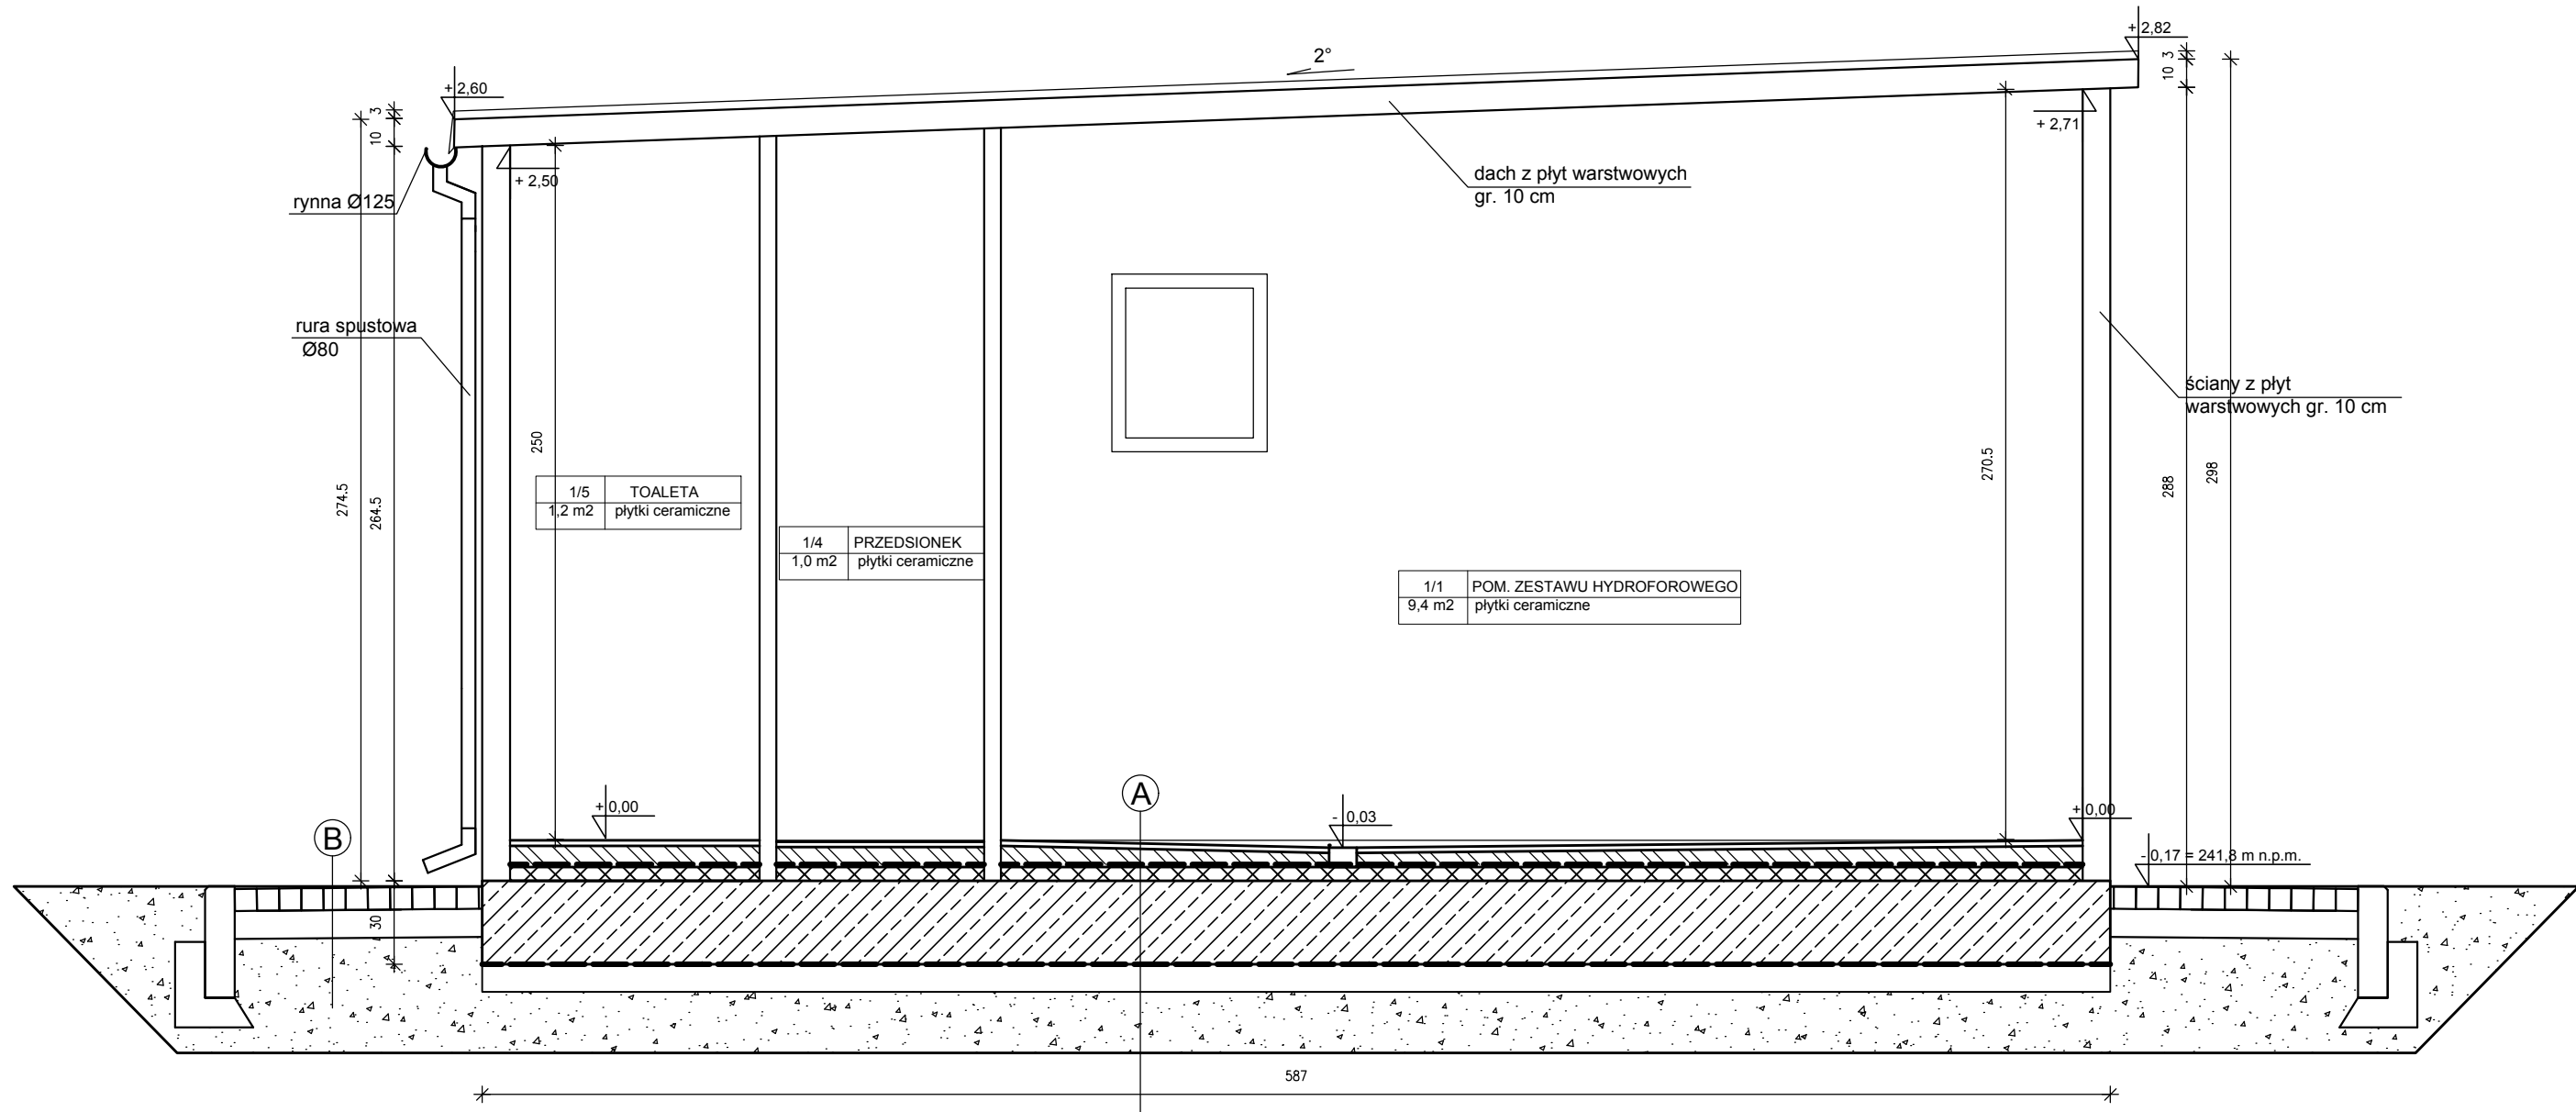 + 2,82
2°
3
10
+ 2,60
3
10
+ 2,71
+ 2,50
dach z płyt warstwowych
gr. 10 cm
rynna Ø125
rura spustowa
Ø80
ściany z płyt
warstwowych gr. 10 cm
250
270.5
274.5
264.5
288
298
1/5 TOALETA
1,2 m2 płytki ceramiczne
1/4 PRZEDSIONEK
1,0 m2 płytki ceramiczne
1/1 POM. ZESTAWU HYDROFOROWEGO
9,4 m2 płytki ceramiczne
A
+ 0,00
- 0,03
+ 0,00
B
- 0,17 = 241,8 m n.p.m.
30
587